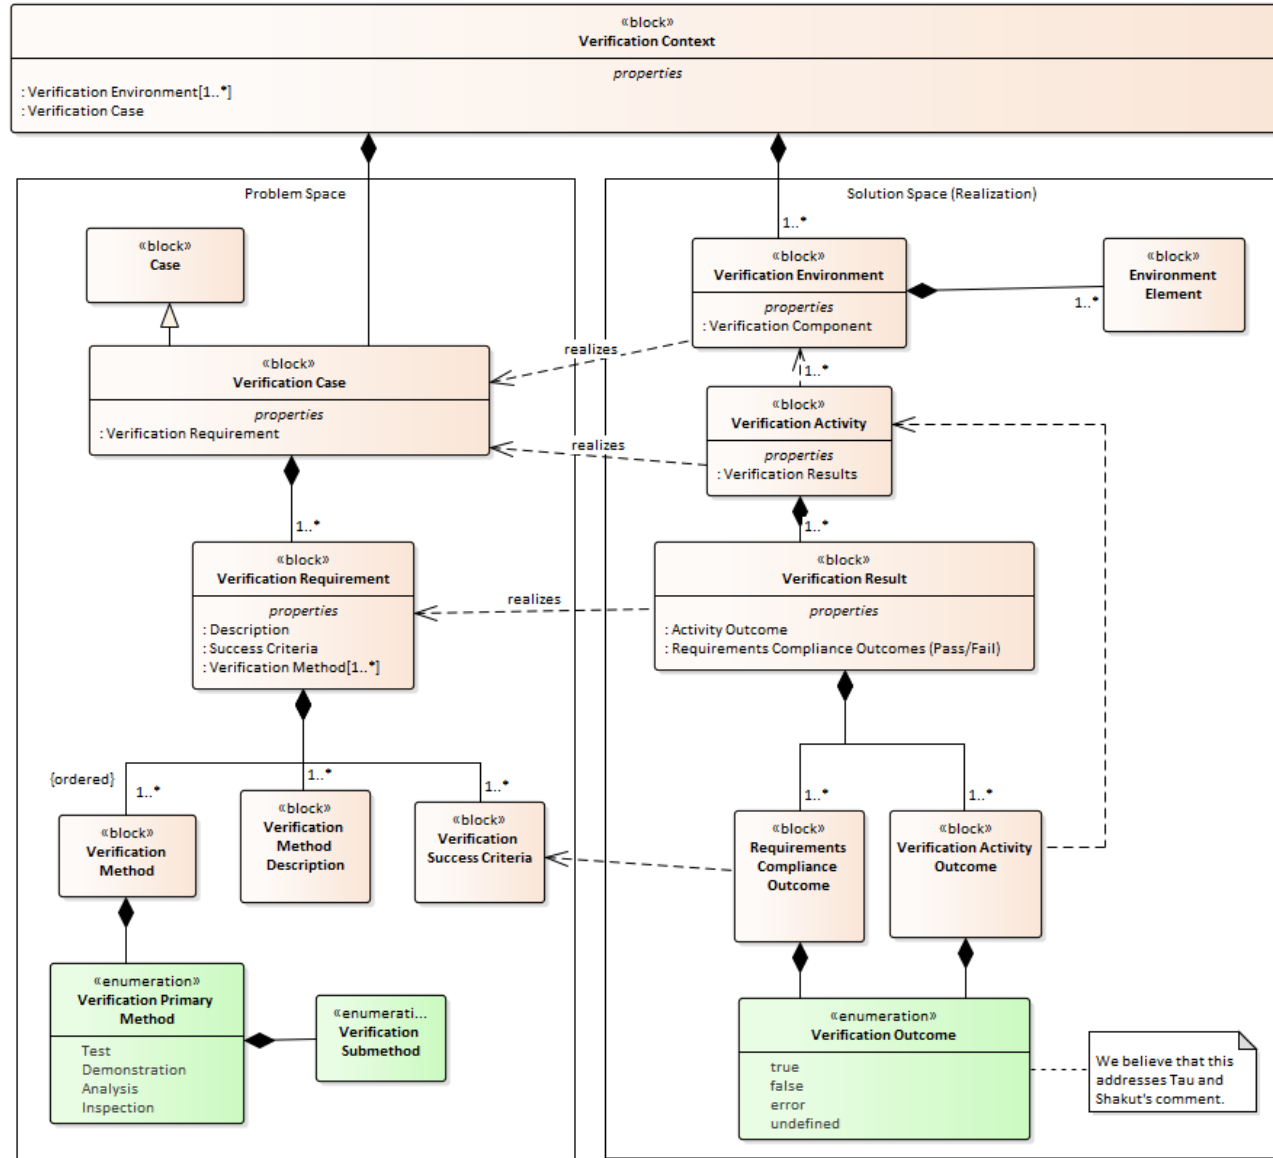 «block»
Verification Context
properties
: Verification Environment[1..*]
: Verification Case
Problem Space
Solution Space (Realization)
«block»
Case
1..*
«block»
Verification Environment
properties
: Verification Component
«block»
Environment
Element
1..*
realizes
«block»
Verification Case
properties
: Verification Requirement
1..*
«block»
Verification Activity
properties
: Verification Results
realizes
1..*
1..*
«block»
Verification Requirement
properties
: Description
: Success Criteria
: Verification Method[1..*]
realizes
«block»
Verification Result
properties
: Activity Outcome
: Requirements Compliance Outcomes (Pass/Fail)
{ordered}
1..*
1..*
1..*
1..*
1..*
«block»
Verification
Method
«block»
Verification
Method
Description
«block»
Verification
Success Criteria
«block»
Requirements
Compliance
Outcome
«block»
Verification Activity
Outcome
«enumeration»
Verification Primary
Method
Test
Demonstration
Analysis
Inspection
«enumerati...
Verification
Submethod
«enumeration»
Verification Outcome
true
false
error
undefined
We believe that this
addresses Tau and
Shakut's comment.